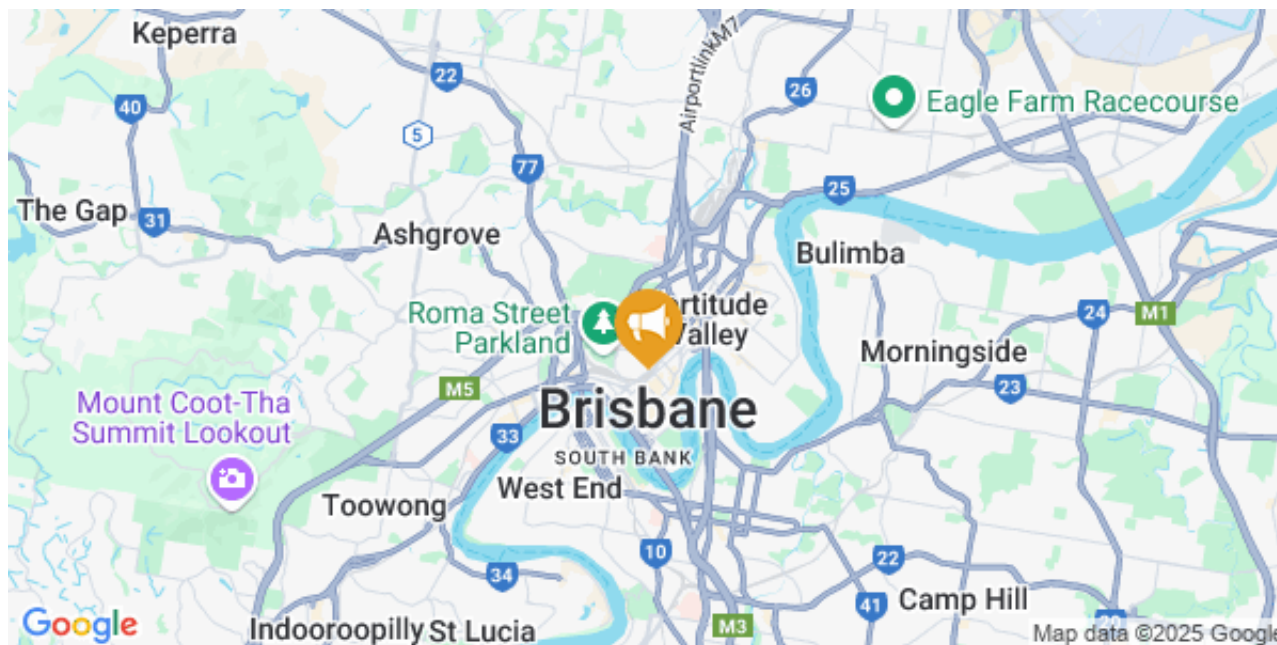 Keperra
22
AirportlinkM7
26
40
5
Eagle Farm Racecourse
77
25
The Gap
31
Ashgrove
Bulimba
Roma Street
Parkland
ortitude
Valley
24
M1
Morningside
M5
23
Mount Coot-Tha
Summit Lookout
Brisbane
33
SOUTH BANK
West End
Toowong
10
22
34
Camp Hill
41
20
Google
Indooroopilly
St Lucia
M3
Map data ©2025 Google